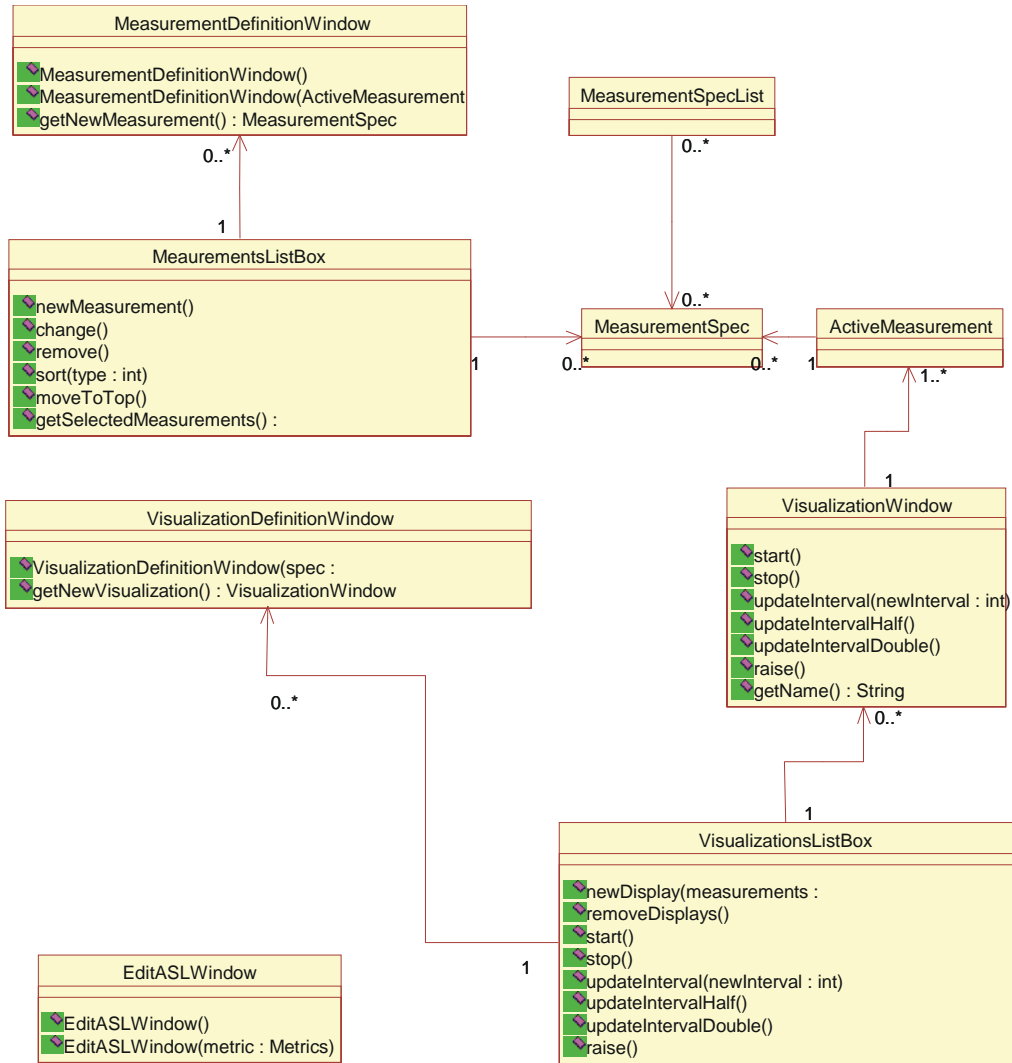 MeasurementDefinitionWindow
MeasurementDefinitionWindow()
MeasurementDefinitionWindow(ActiveMeasurement
getNewMeasurement() : MeasurementSpec
0..*
1
MeaurementsListBox
newMeasurement()
change()
remove()
sort(type : int)
moveToTop()
getSelectedMeasurements() :
1
0..*
MeasurementSpecList
0..*
0..*
MeasurementSpec
0..*
1
ActiveMeasurement
1..*
1
VisualizationWindow
start()
stop()
updateInterval(newInterval : int)
updateIntervalHalf()
updateIntervalDouble()
raise()
getName() : String
0..*
1
VisualizationDefinitionWindow
VisualizationDefinitionWindow(spec :
getNewVisualization() : VisualizationWindow
0..*
1
VisualizationsListBox
newDisplay(measurements :
removeDisplays()
start()
stop()
updateInterval(newInterval : int)
updateIntervalHalf()
updateIntervalDouble()
raise()
EditASLWindow
EditASLWindow()
EditASLWindow(metric : Metrics)